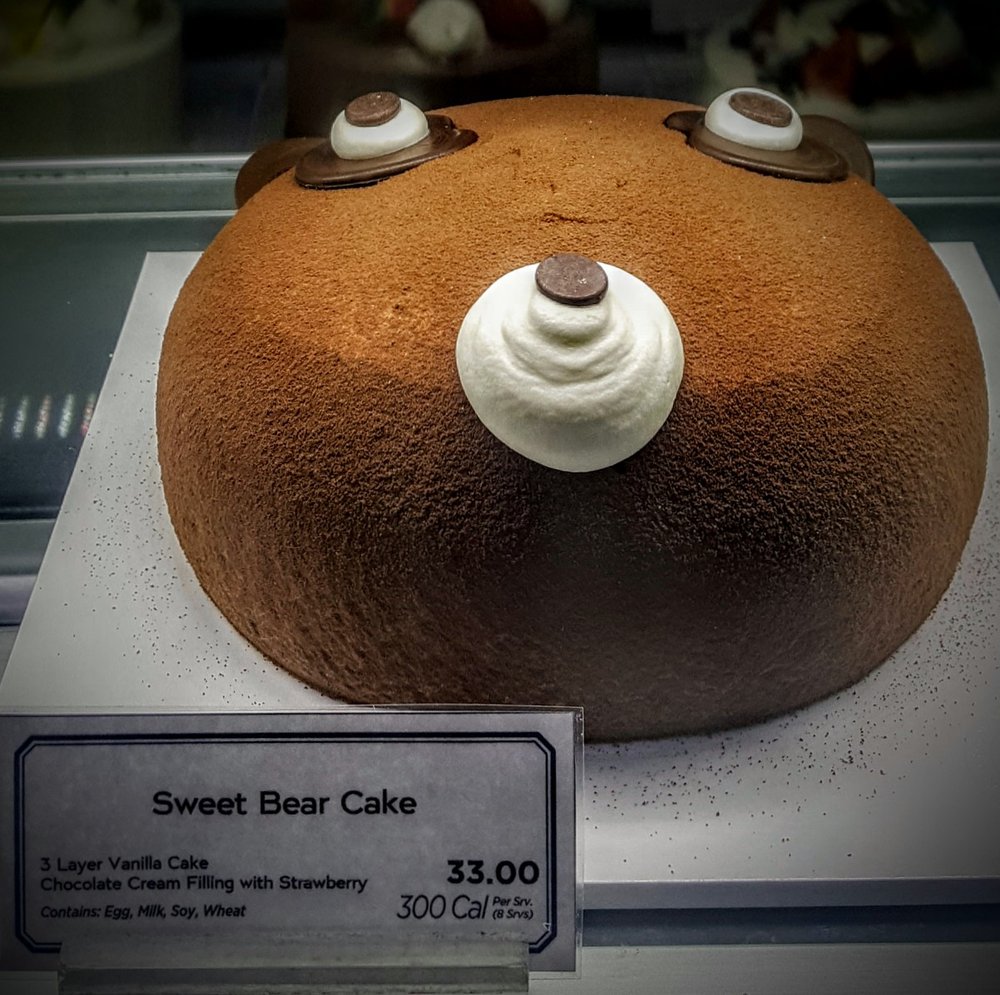 Sweet Bear Cake
3 Layer Vanilla Cake
Chocolate Cream Filling with Strawberry
33.00
Contains: Egg, Milk, Soy, Wheat
300 Cal Per Srv.
(8 Srvs)